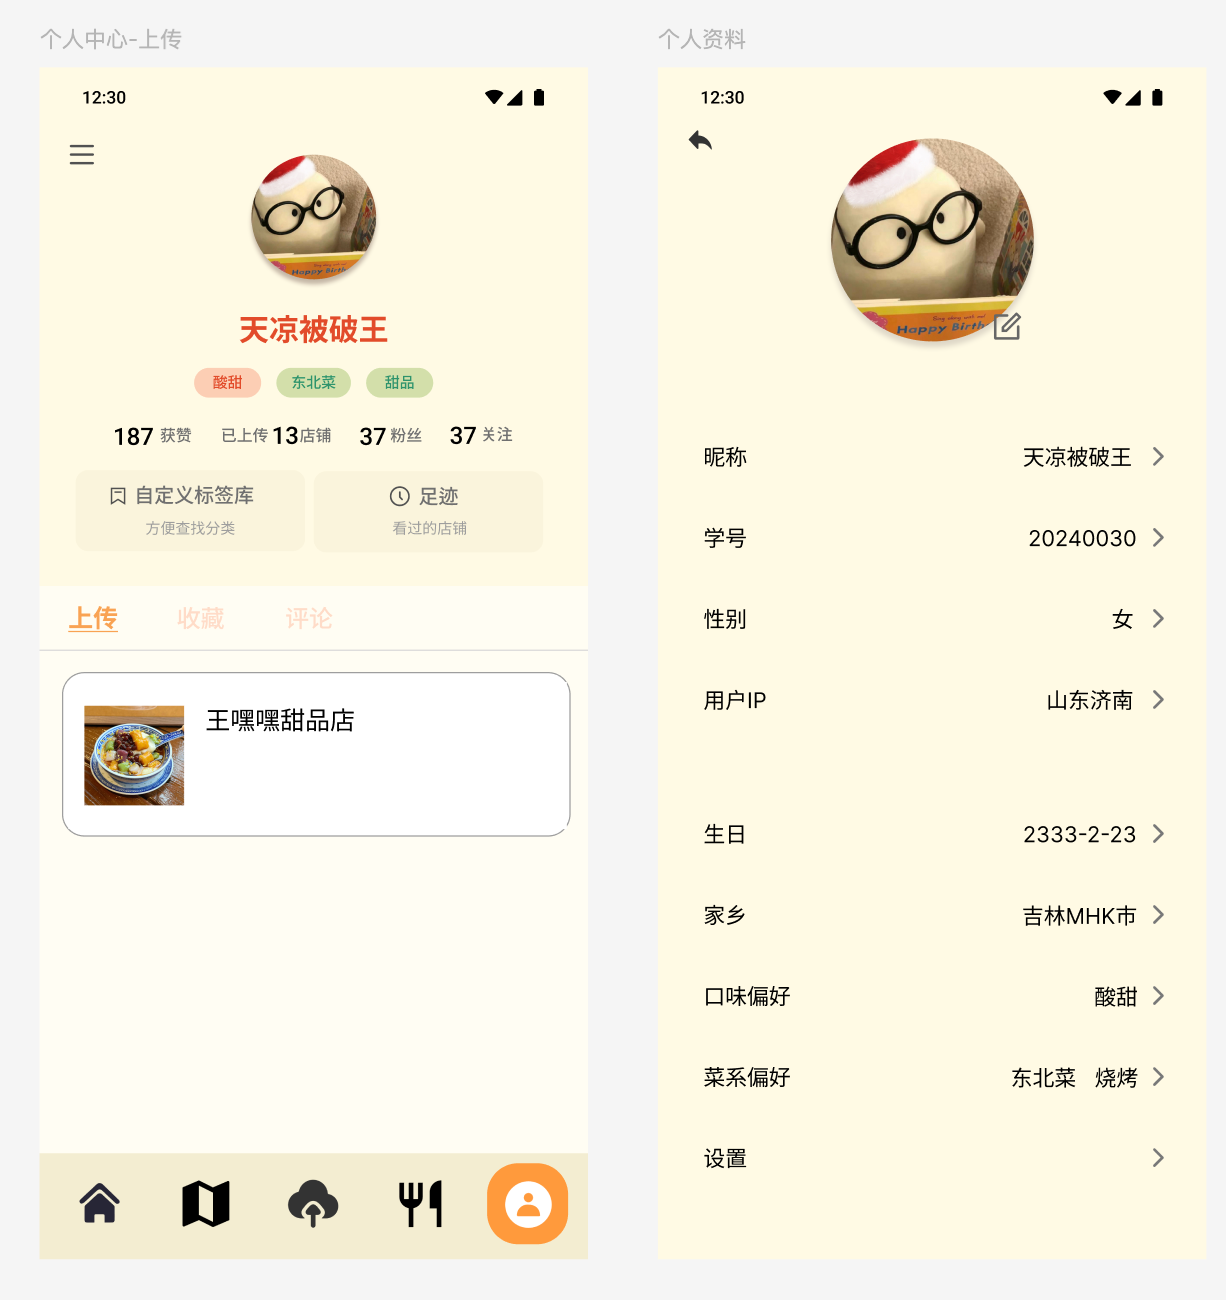 个人中心-上传
12:30
Happy Birth
天凉被破王
酸甜 东北菜 甜品
187 获赞 已上传 13 店铺 37 粉丝 37 关注
自定义标签库 足迹
方便查找分类 看过的店铺
上传 收藏 评论
王嘿嘿甜品店
个人资料
12:30
Happy Birth
昵称 天凉被破王
学号 20240030
性别 女
用户IP 山东济南
生日 2333-2-23
家乡 吉林MHK市
口味偏好 酸甜
菜系偏好 东北菜 烧烤
设置